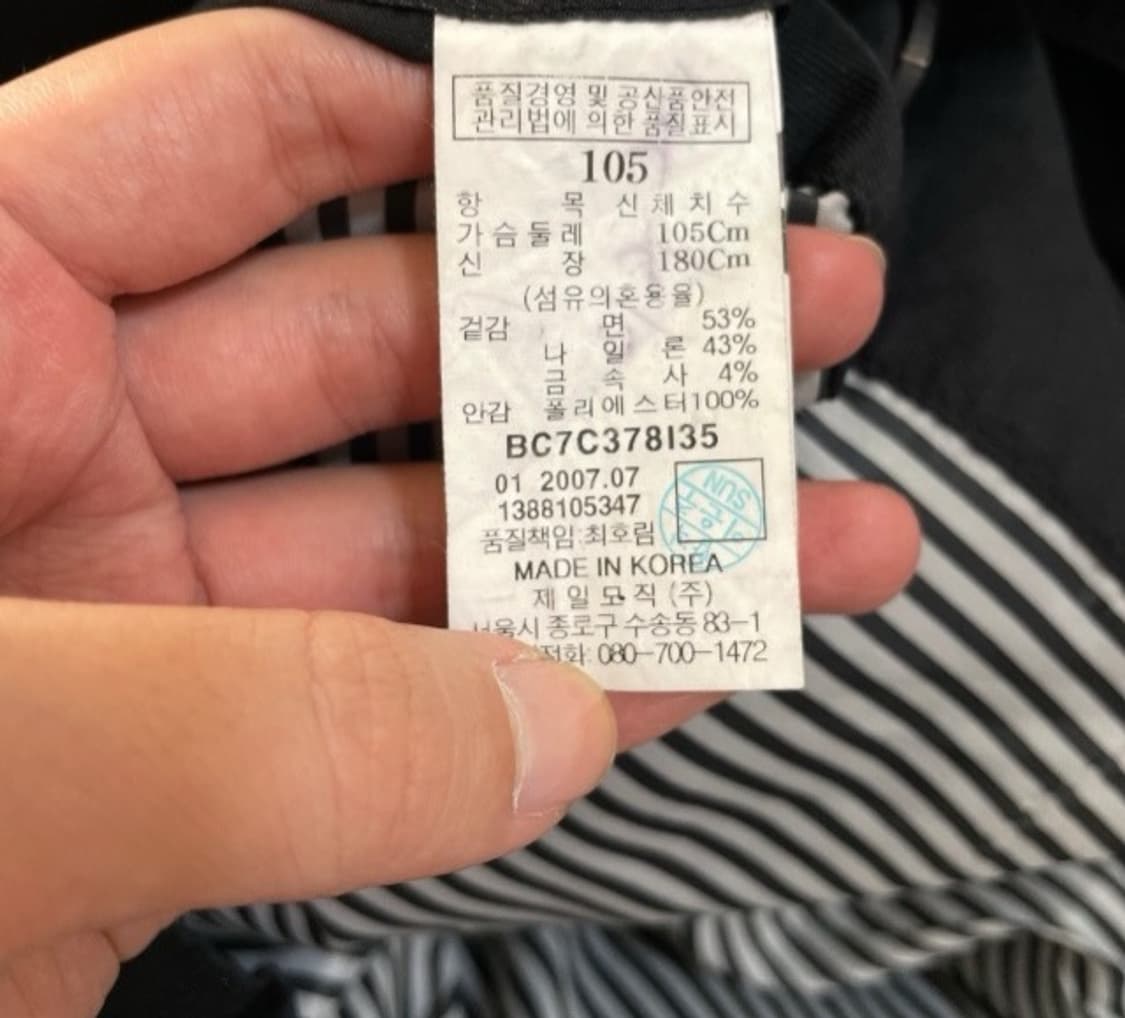 품질경영 및 공산품안전
관리법에 의한 품질표시
105
항 목 신체치수
가슴둘레 105Cm
신 장 180Cm
(섬유의혼용율)
겉감 면 53%
나 일 론 43%
금 속 사 4%
안감 폴리에스터100%
BC7C378I35
01 2007.07
1388105347
SUN
품질책임:최호림
MADE IN KOREA
제일모직(주)
서울시 종로구 수송동 83-1
전화: 080-700-1472